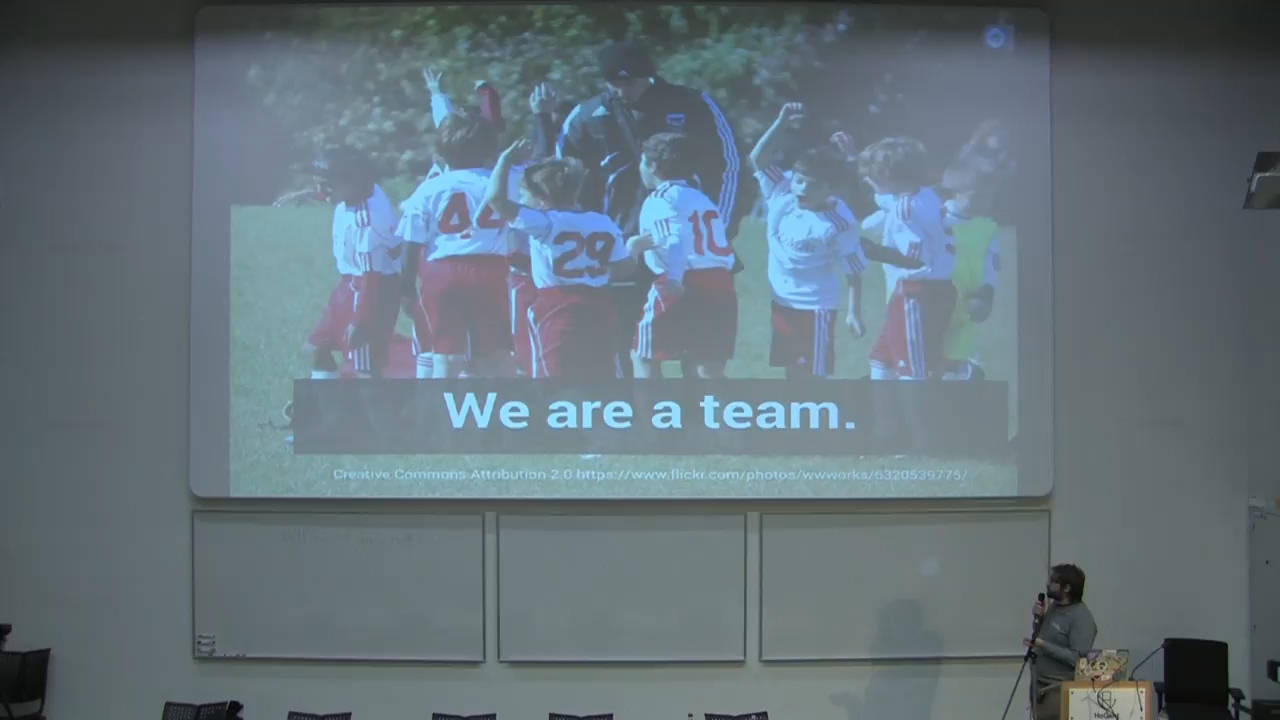 44
29
10
We are a team.
Creative Commons Attribution 2.0 https://www.flickr.com/photos/wwworks/6320539775/